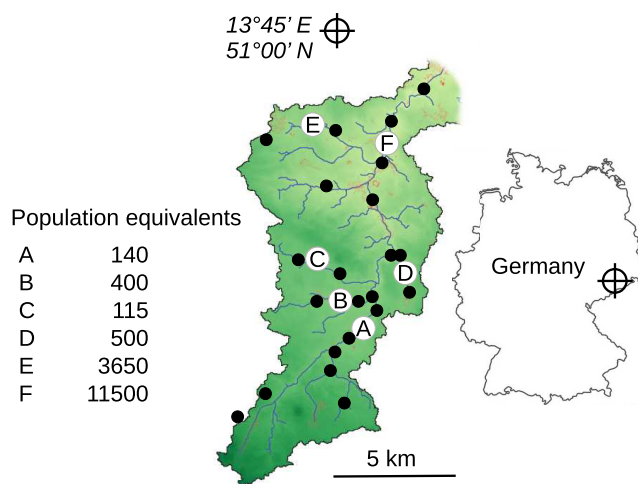 13°45’ E
51°00’ N
E
F
Population equivalents
A 140
B 400
C 115
D 500
E 3650
F 11500
C
D
B
A
Germany
5 km